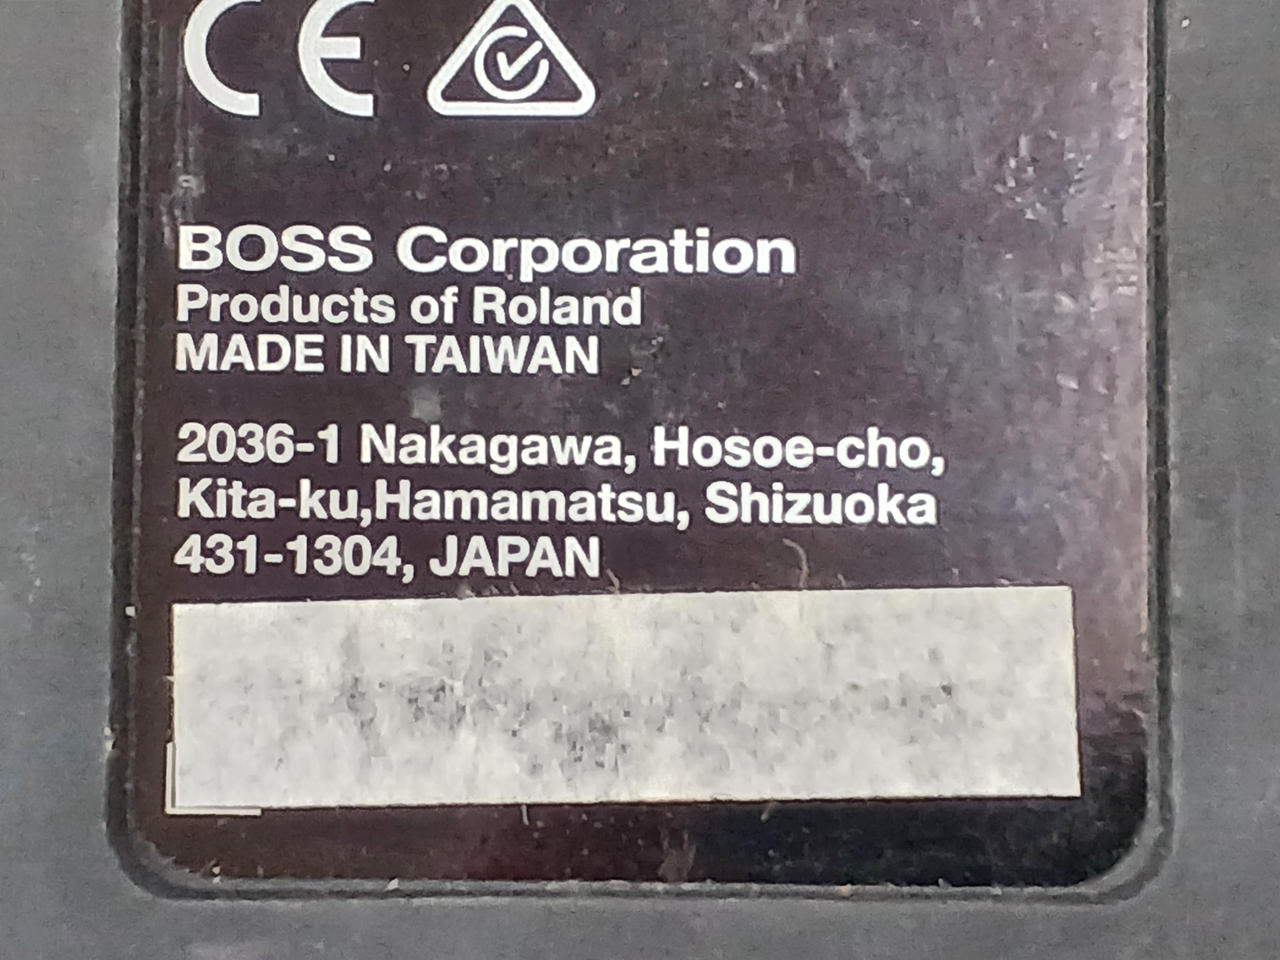 CE
BOSS Corporation
Products of Roland
MADE IN TAIWAN
2036-1 Nakagawa, Hosoe-cho,
Kita-ku,Hamamatsu, Shizuoka
431-1304, JAPAN